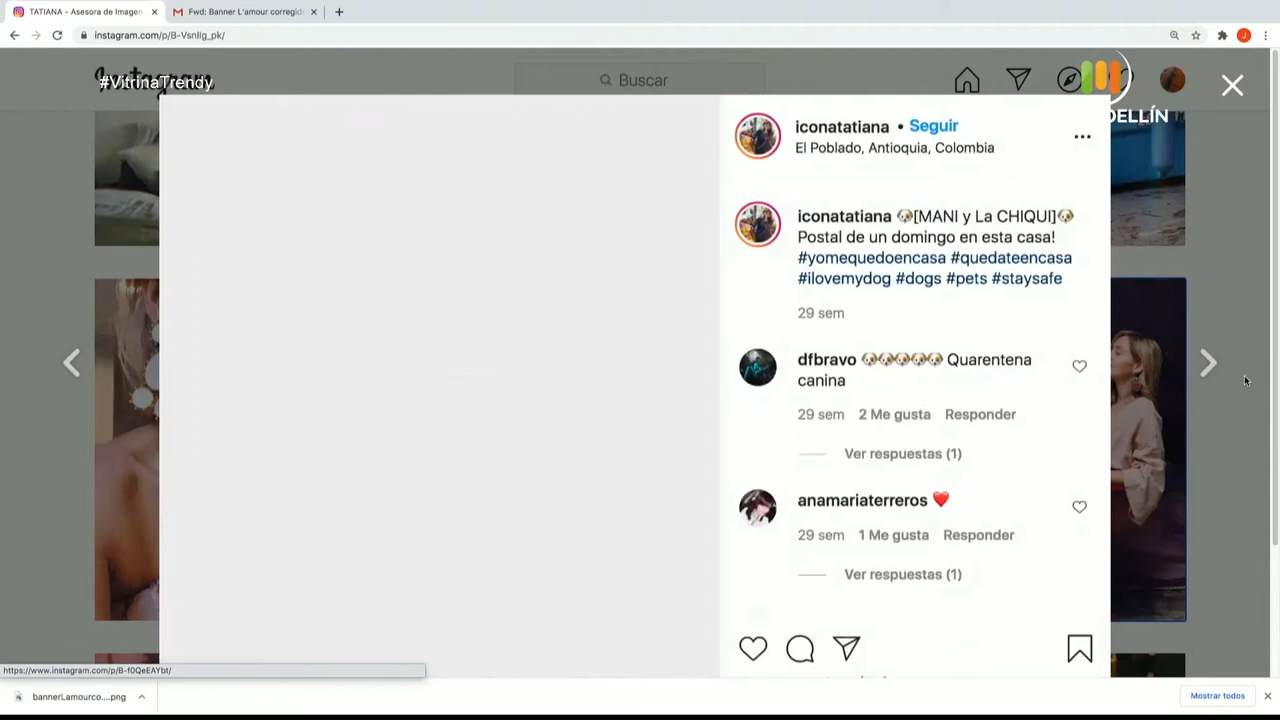 TATIANA - Asesora de Imagen
Fwd: Banner L'amour corregid
instagram.com/p/B-VsnIig_pk/
Instagram
#VitrinaTrendy
Buscar
DELLÍN
iconatatiana • Seguir
El Poblado, Antioquia, Colombia
iconatatiana 🐶[MANI y La CHIQUI]🐶
Postal de un domingo en esta casa!
#yomequedoencasa #quedateencasa
#ilovemydog #dogs #pets #staysafe
29 sem
dfbravo 🐶🐶🐶🐶🐶 Quarentena
canina
29 sem 2 Me gusta Responder
Ver respuestas (1)
anamariaterreros ❤️
29 sem 1 Me gusta Responder
Ver respuestas (1)
https://www.instagram.com/p/B-f0QeEAYbt/
bannerLamourco....png
Mostrar todos